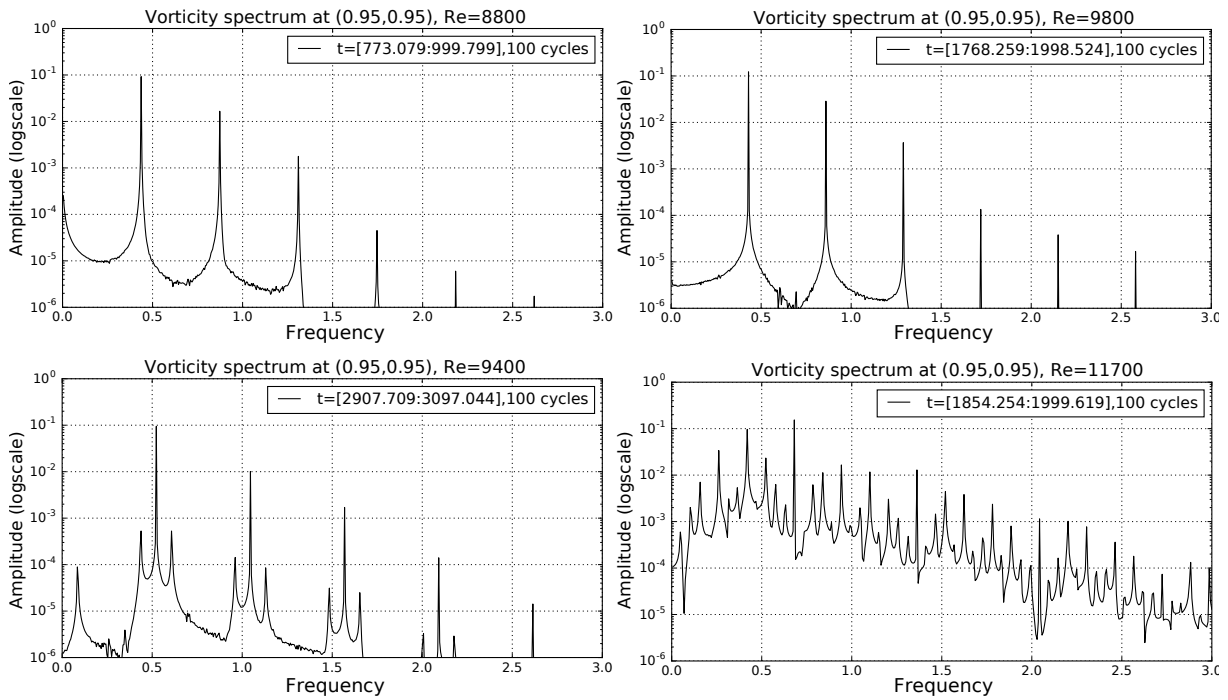 Vorticity spectrum at (0.95,0.95), Re=8800
t=[773.079:999.799],100 cycles
Amplitude (logscale)
10^0
10^-1
10^-2
10^-3
10^-4
10^-5
10^-6
0.0 0.5 1.0 1.5 2.0 2.5 3.0
Frequency
Vorticity spectrum at (0.95,0.95), Re=9800
t=[1768.259:1998.524],100 cycles
Amplitude (logscale)
10^0
10^-1
10^-2
10^-3
10^-4
10^-5
10^-6
0.0 0.5 1.0 1.5 2.0 2.5 3.0
Frequency
Vorticity spectrum at (0.95,0.95), Re=9400
t=[2907.709:3097.044],100 cycles
Amplitude (logscale)
10^0
10^-1
10^-2
10^-3
10^-4
10^-5
10^-6
0.0 0.5 1.0 1.5 2.0 2.5 3.0
Frequency
Vorticity spectrum at (0.95,0.95), Re=11700
t=[1854.254:1999.619],100 cycles
Amplitude (logscale)
10^0
10^-1
10^-2
10^-3
10^-4
10^-5
10^-6
0.0 0.5 1.0 1.5 2.0 2.5 3.0
Frequency